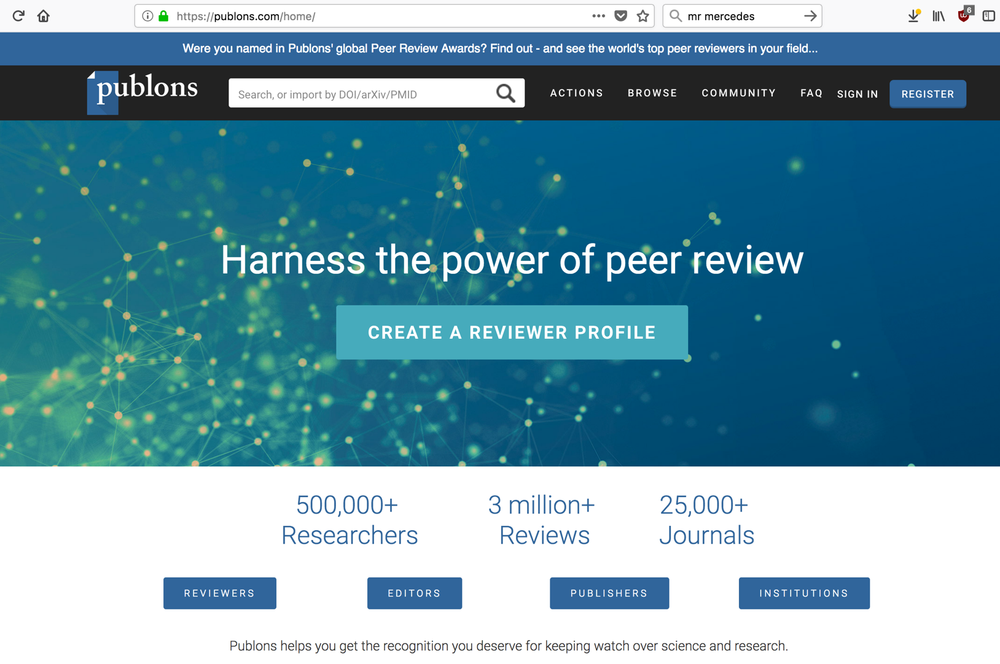 https://publons.com/home/
mr mercedes
6
Were you named in Publons' global Peer Review Awards? Find out - and see the world's top peer reviewers in your field...
publons
Search, or import by DOI/arXiv/PMID
ACTIONS
BROWSE
COMMUNITY
FAQ
SIGN IN
REGISTER
Harness the power of peer review
CREATE A REVIEWER PROFILE
500,000+
Researchers
3 million+
Reviews
25,000+
Journals
REVIEWERS
EDITORS
PUBLISHERS
INSTITUTIONS
Publons helps you get the recognition you deserve for keeping watch over science and research.